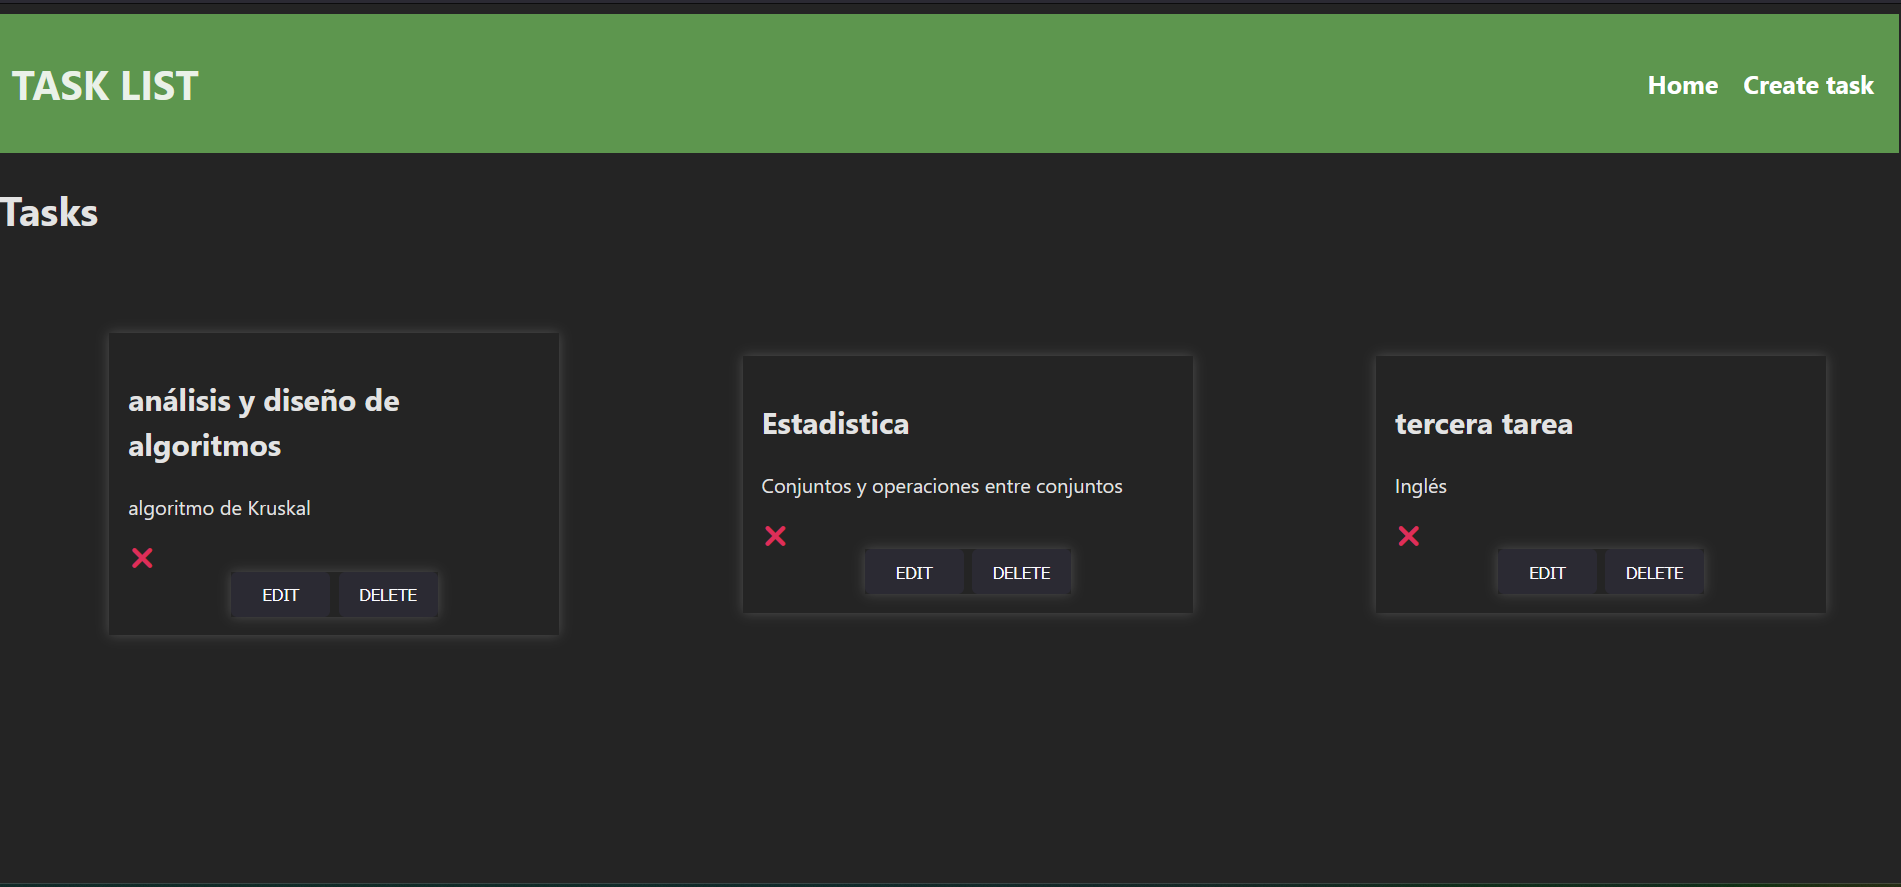 TASK LIST
Home
Create task
Tasks
análisis y diseño de
algoritmos
algoritmo de Kruskal
EDIT
DELETE
Estadistica
Conjuntos y operaciones entre conjuntos
EDIT
DELETE
tercera tarea
Inglés
EDIT
DELETE